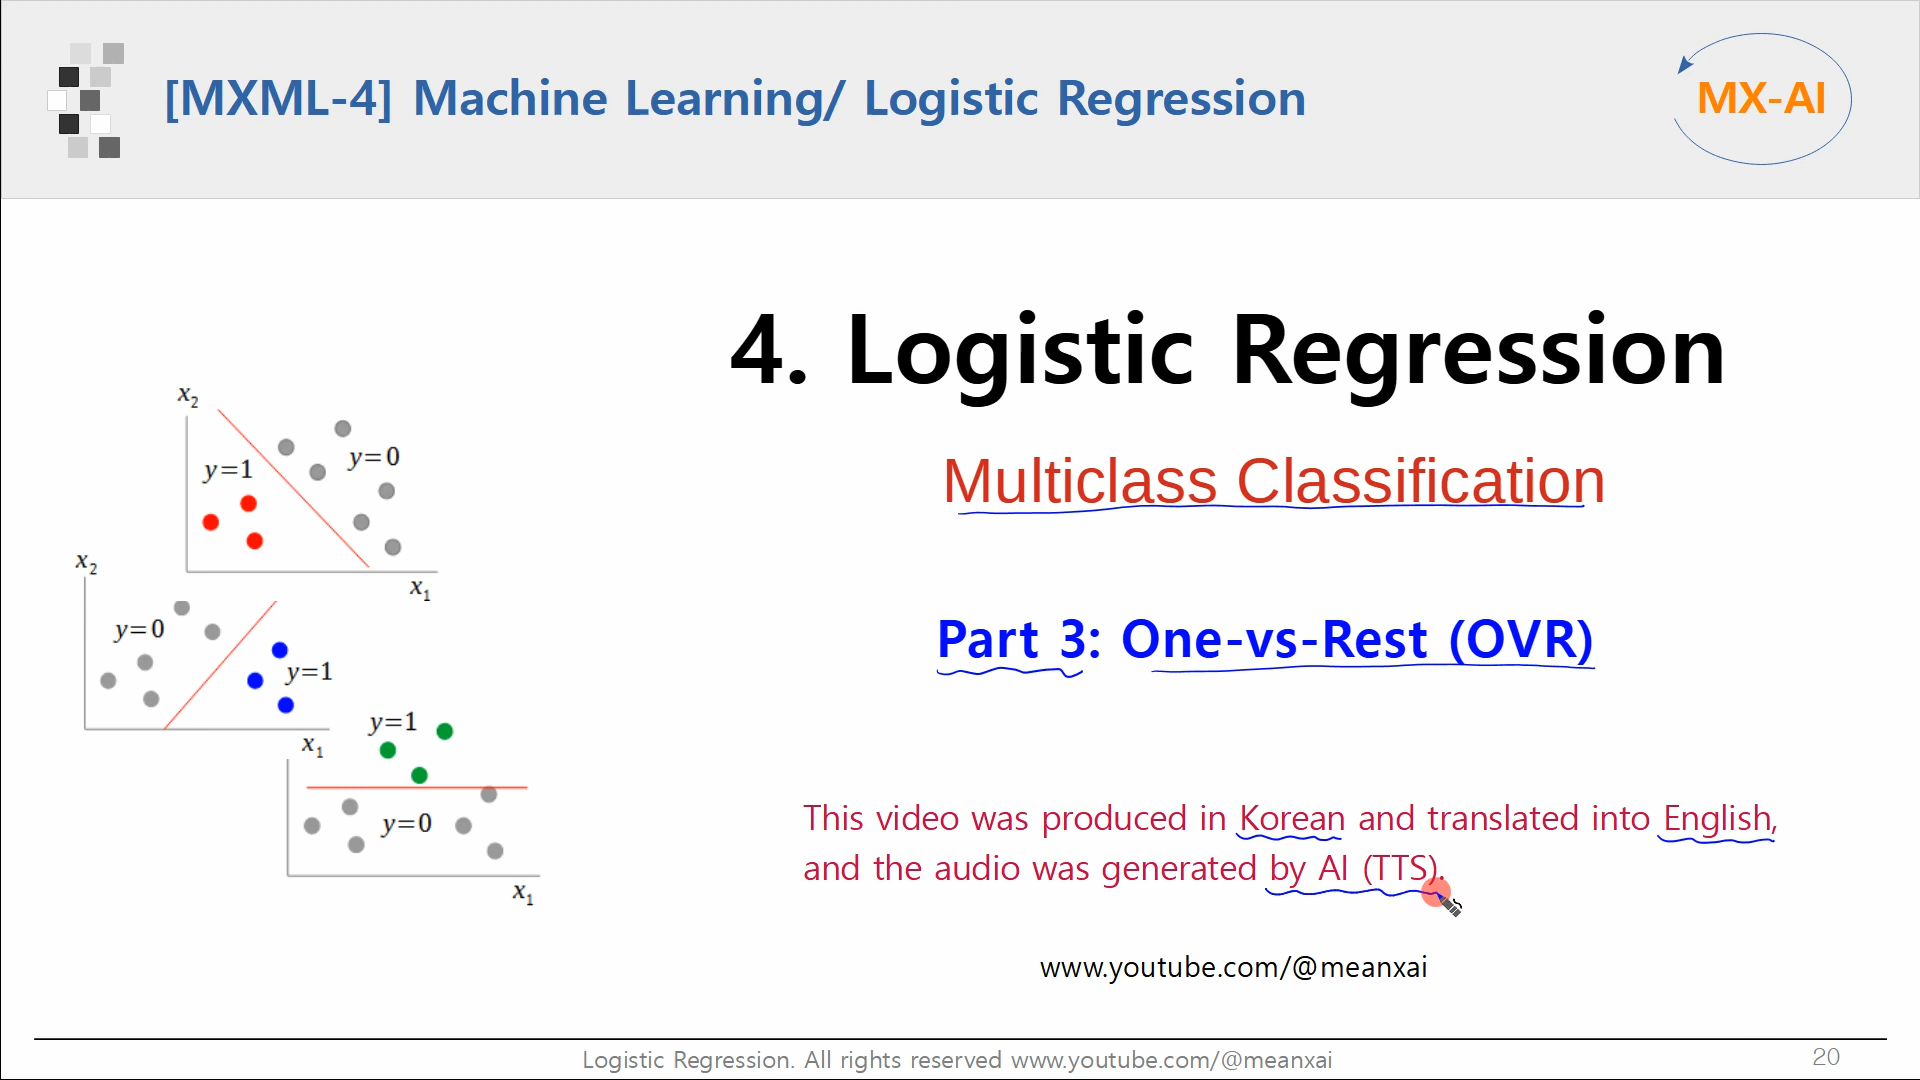 [MXML-4] Machine Learning/ Logistic Regression
MX-AI
4. Logistic Regression
Multiclass Classification
Part 3: One-vs-Rest (OVR)
This video was produced in Korean and translated into English,
and the audio was generated by AI (TTS).
www.youtube.com/@meanxai
x₂
y=1
y=0
x₁
x₂
y=0
y=1
x₁
y=1
y=0
x₁
Logistic Regression. All rights reserved www.youtube.com/@meanxai
20